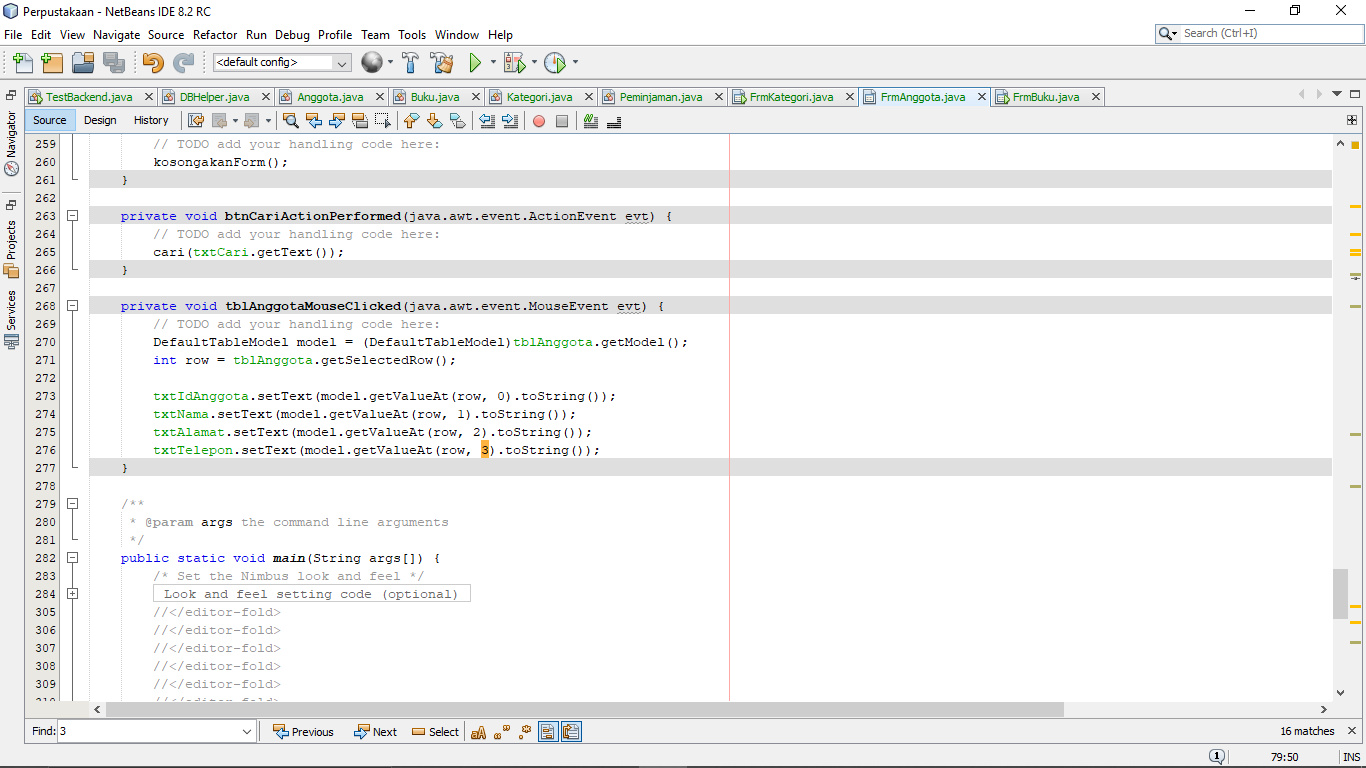 Perpustakaan - NetBeans IDE 8.2 RC
File Edit View Navigate Source Refactor Run Debug Profile Team Tools Window Help
Search (Ctrl+I)
<default config>
TestBackend.java DBHelper.java Anggota.java Buku.java Kategori.java Peminjaman.java FrmKategori.java FrmAnggota.java FrmBuku.java
Source Design History
Navigator
Projects
Services
259 // TODO add your handling code here:
260 kosongakanForm();
261 }
262
263 private void btnCariActionPerformed(java.awt.event.ActionEvent evt) {
264 // TODO add your handling code here:
265 cari(txtCari.getText());
266 }
267
268 private void tblAnggotaMouseClicked(java.awt.event.MouseEvent evt) {
269 // TODO add your handling code here:
270 DefaultTableModel model = (DefaultTableModel)tblAnggota.getModel();
271 int row = tblAnggota.getSelectedRow();
272
273 txtIdAnggota.setText(model.getValueAt(row, 0).toString());
274 txtNama.setText(model.getValueAt(row, 1).toString());
275 txtAlamat.setText(model.getValueAt(row, 2).toString());
276 txtTelepon.setText(model.getValueAt(row, 3).toString());
277 }
278
279 /**
280 * @param args the command line arguments
281 */
282 public static void main(String args[]) {
283 /* Set the Nimbus look and feel */
284 Look and feel setting code (optional)
305 //</editor-fold>
306 //</editor-fold>
307 //</editor-fold>
308 //</editor-fold>
309 //</editor-fold>
310 //</editor-fold>
Find: 3 Previous Next Select aA 16 matches
1 79:50 INS